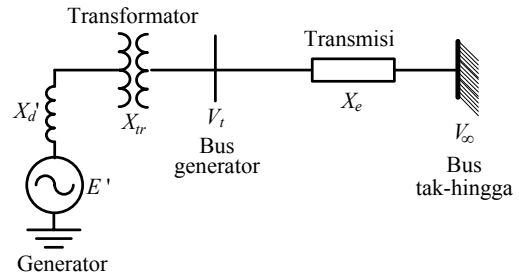 Transformator
Transmisi
X_d'
X_tr
V_t
X_e
V_∞
Bus
generator
Bus
tak-hingga
E'
Generator